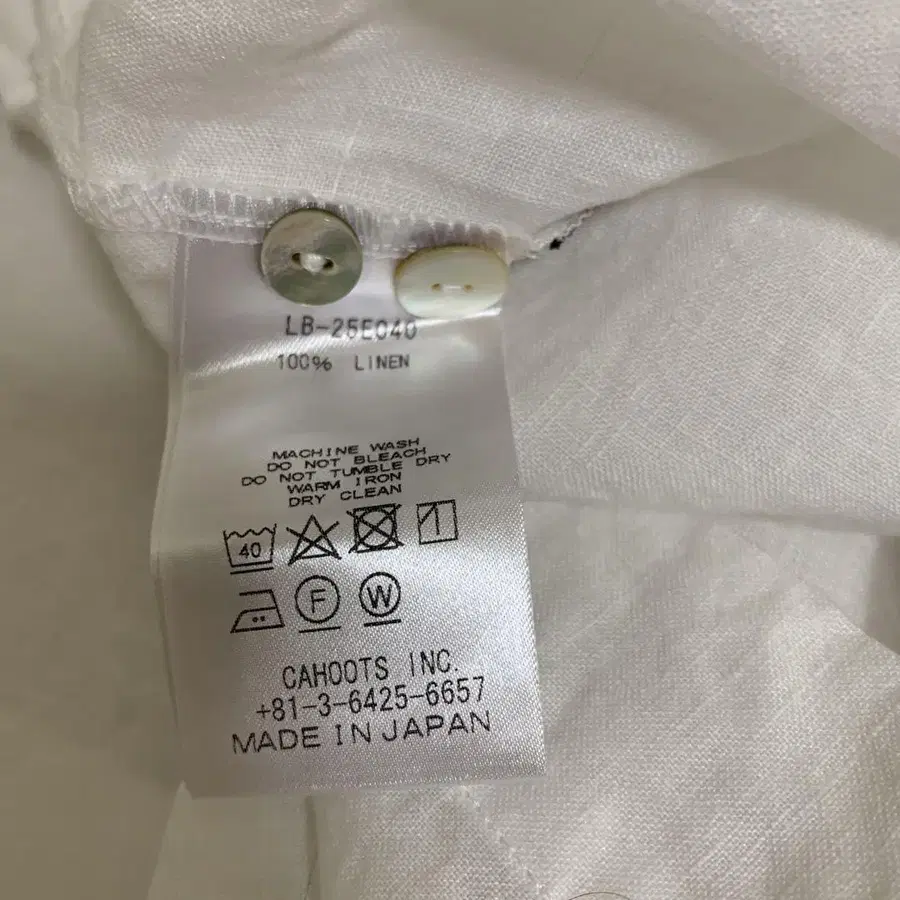 LB-25E040
100% LINEN
MACHINE WASH
DO NOT BLEACH
DO NOT TUMBLE DRY
WARM IRON
DRY CLEAN
40
F W
CAHOOTS INC.
+81-3-6425-6657
MADE IN JAPAN